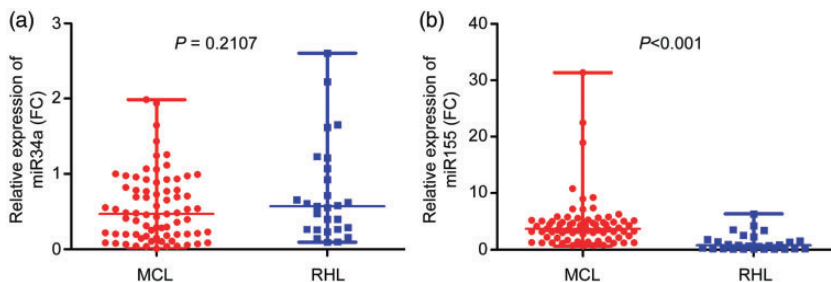 (a)
Relative expression of
miR34a (FC)
3
2
1
0
P = 0.2107
MCL
RHL
(b)
Relative expression of
miR155 (FC)
40
30
20
10
0
P<0.001
MCL
RHL